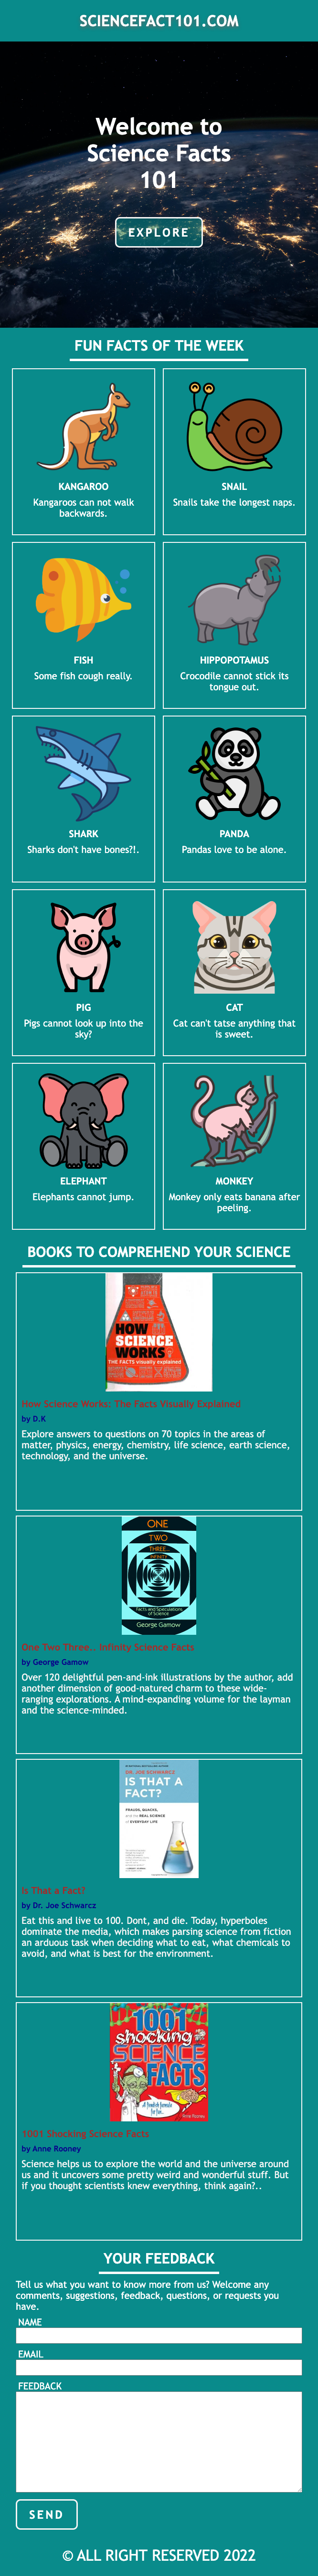 SCIENCEFACT101.COM
Welcome to
Science Facts
101
EXPLORE
FUN FACTS OF THE WEEK
KANGAROO
Kangaroos can not walk
backwards.
SNAIL
Snails take the longest naps.
FISH
Some fish cough really.
HIPPOPOTAMUS
Crocodile cannot stick its
tongue out.
SHARK
Sharks don't have bones?!.
PANDA
Pandas love to be alone.
PIG
Pigs cannot look up into the
sky?
CAT
Cat can't tatse anything that
is sweet.
ELEPHANT
Elephants cannot jump.
MONKEY
Monkey only eats banana after
peeling.
BOOKS TO COMPREHEND YOUR SCIENCE
HOW
SCIENCE
WORKS
THE FACTS visually explained
How Science Works: The Facts Visually Explained
by D.K
Explore answers to questions on 70 topics in the areas of
matter, physics, energy, chemistry, life science, earth science,
technology, and the universe.
ONE
TWO
THREE...
INFINITY
Facts and Speculations
of Science
George Gamow
One Two Three.. Infinity Science Facts
by George Gamow
Over 120 delightful pen-and-ink illustrations by the author, add
another dimension of good-natured charm to these wide-
ranging explorations. A mind-expanding volume for the layman
and the science-minded.
DR. JOE SCHWARCZ
IS THAT A
FACT?
FRAUDS, QUACKS,
AND THE REAL SCIENCE
OF EVERYDAY LIFE
Is That a Fact?
by Dr. Joe Schwarcz
Eat this and live to 100. Dont, and die. Today, hyperboles
dominate the media, which makes parsing science from fiction
an arduous task when deciding what to eat, what chemicals to
avoid, and what is best for the environment.
1001
shocking
SCIENCE
FACTS
A fiendish formula
for fun...
Anne Rooney
1001 Shocking Science Facts
by Anne Rooney
Science helps us to explore the world and the universe around
us and it uncovers some pretty weird and wonderful stuff. But
if you thought scientists knew everything, think again?..
YOUR FEEDBACK
Tell us what you want to know more from us? Welcome any
comments, suggestions, feedback, questions, or requests you
have.
NAME
EMAIL
FEEDBACK
SEND
© ALL RIGHT RESERVED 2022